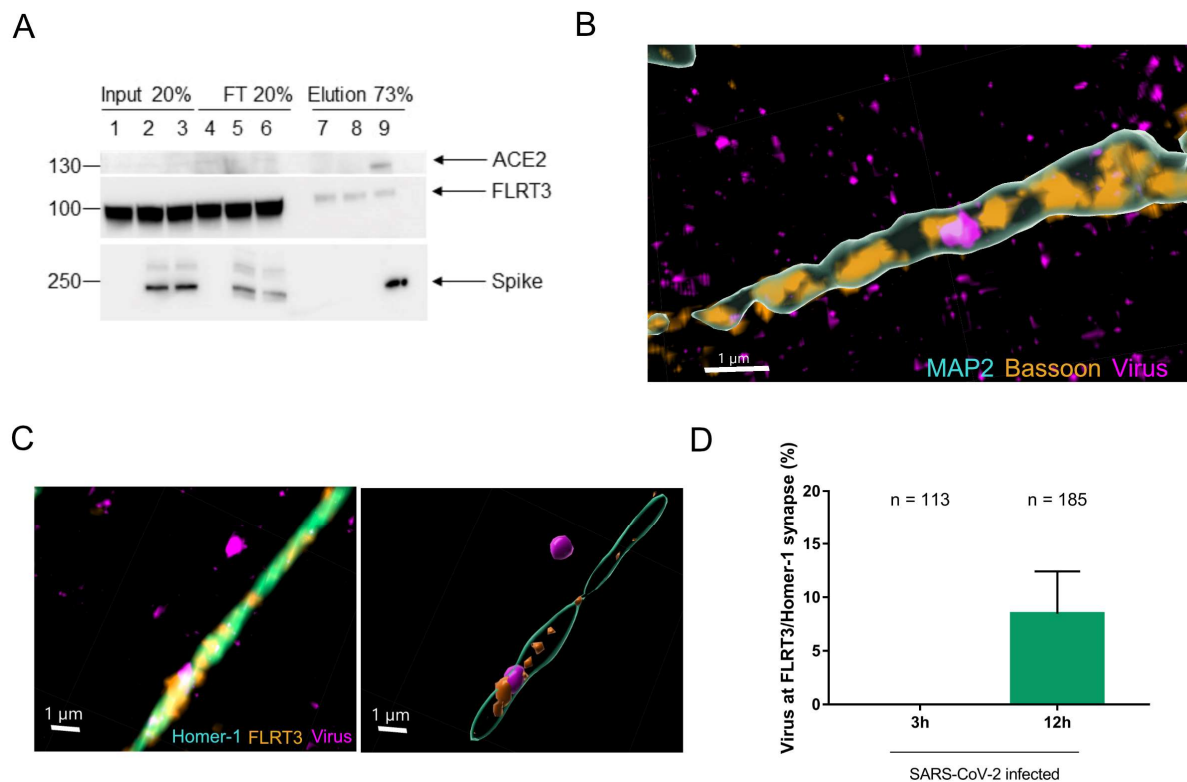 A
Input 20% FT 20% Elution 73%
1 2 3 4 5 6 7 8 9
130 ACE2
FLRT3
100
250 Spike
B
1 µm
MAP2 Bassoon Virus
C
1 µm
Homer-1 FLRT3 Virus
1 µm
D
Virus at FLRT3/Homer-1 synapse (%)
20
15
10
5
0
n = 113 n = 185
3h 12h
SARS-CoV-2 infected